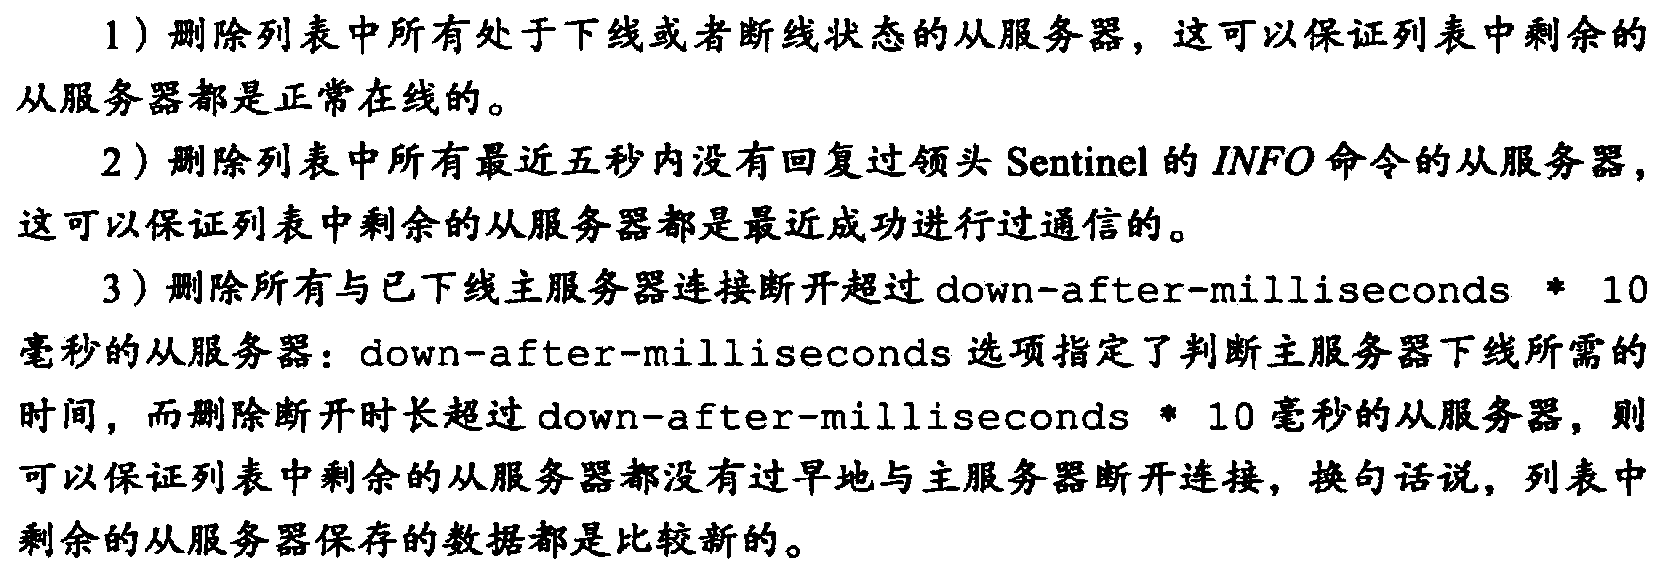 1）删除列表中所有处于下线或者断线状态的从服务器，这可以保证列表中剩余的
从服务器都是正常在线的。
2）删除列表中所有最近五秒内没有回复过领头 Sentinel 的 INFO 命令的从服务器，
这可以保证列表中剩余的从服务器都是最近成功进行过通信的。
3）删除所有与已下线主服务器连接断开超过 down-after-milliseconds * 10
毫秒的从服务器：down-after-milliseconds 选项指定了判断主服务器下线所需的
时间，而删除断开时长超过 down-after-milliseconds * 10 毫秒的从服务器，则
可以保证列表中剩余的从服务器都没有过早地与主服务器断开连接，换句话说，列表中
剩余的从服务器保存的数据都是比较新的。